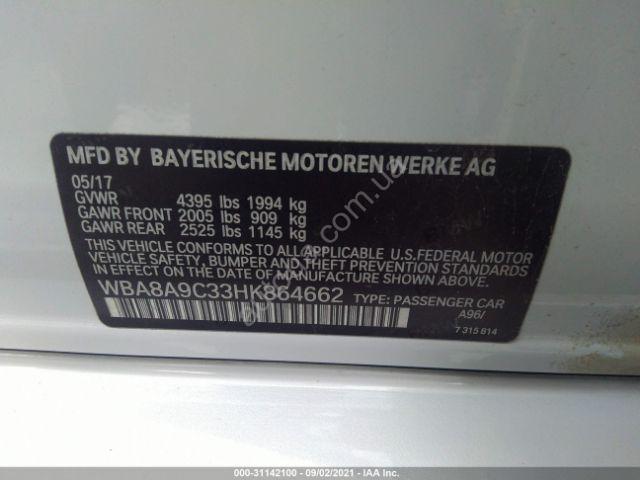 MFD BY BAYERISCHE MOTOREN WERKE AG
05/17
GVWR 4395 lbs 1994 kg
GAWR FRONT 2005 lbs 909 kg
GAWR REAR 2525 lbs 1145 kg
THIS VEHICLE CONFORMS TO ALL APPLICABLE U.S.FEDERAL MOTOR
VEHICLE SAFETY, BUMPER, AND THEFT PREVENTION STANDARDS
IN EFFECT ON THE DATE OF MANUFACTURE SHOWN ABOVE.
WBA8A9C33HK864662 TYPE: PASSENGER CAR
A96/
7 315 814
000-31142100 - 09/02/2021 - IAA Inc.